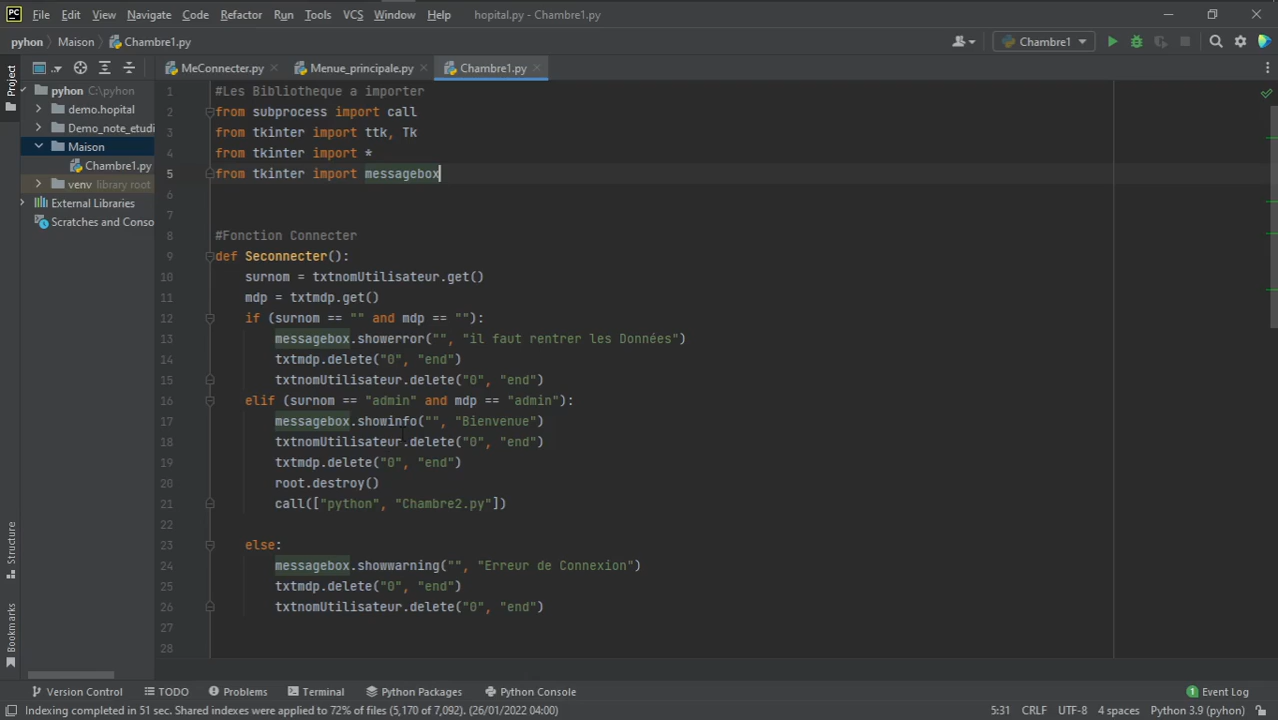 PC File Edit View Navigate Code Refactor Run Tools VCS Window Help hopital.py - Chambre1.py
pyhon Maison Chambre1.py Chambre1
Project MeConnecter.py Menue_principale.py Chambre1.py
pyhon C:\pyhon
demo.hopital
Demo_note_etudi
Maison
Chambre1.py
venv library root
External Libraries
Scratches and Conso
1 #Les Bibliotheque a importer
2 from subprocess import call
3 from tkinter import ttk, Tk
4 from tkinter import *
5 from tkinter import messagebox
6
7
8 #Fonction Connecter
9 def Seconnecter():
10 surnom = txtnomUtilisateur.get()
11 mdp = txtmdp.get()
12 if (surnom == "" and mdp == ""):
13 messagebox.showerror("", "il faut rentrer les Données")
14 txtmdp.delete("0", "end")
15 txtnomUtilisateur.delete("0", "end")
16 elif (surnom == "admin" and mdp == "admin"):
17 messagebox.showinfo("", "Bienvenue")
18 txtnomUtilisateur.delete("0", "end")
19 txtmdp.delete("0", "end")
20 root.destroy()
21 call(["python", "Chambre2.py"])
22
23 else:
24 messagebox.showwarning("", "Erreur de Connexion")
25 txtmdp.delete("0", "end")
26 txtnomUtilisateur.delete("0", "end")
27
28
Structure
Bookmarks
Version Control TODO Problems Terminal Python Packages Python Console 1 Event Log
Indexing completed in 51 sec. Shared indexes were applied to 72% of files (5,170 of 7,092). (26/01/2022 04:00) 5:31 CRLF UTF-8 4 spaces Python 3.9 (pyhon)